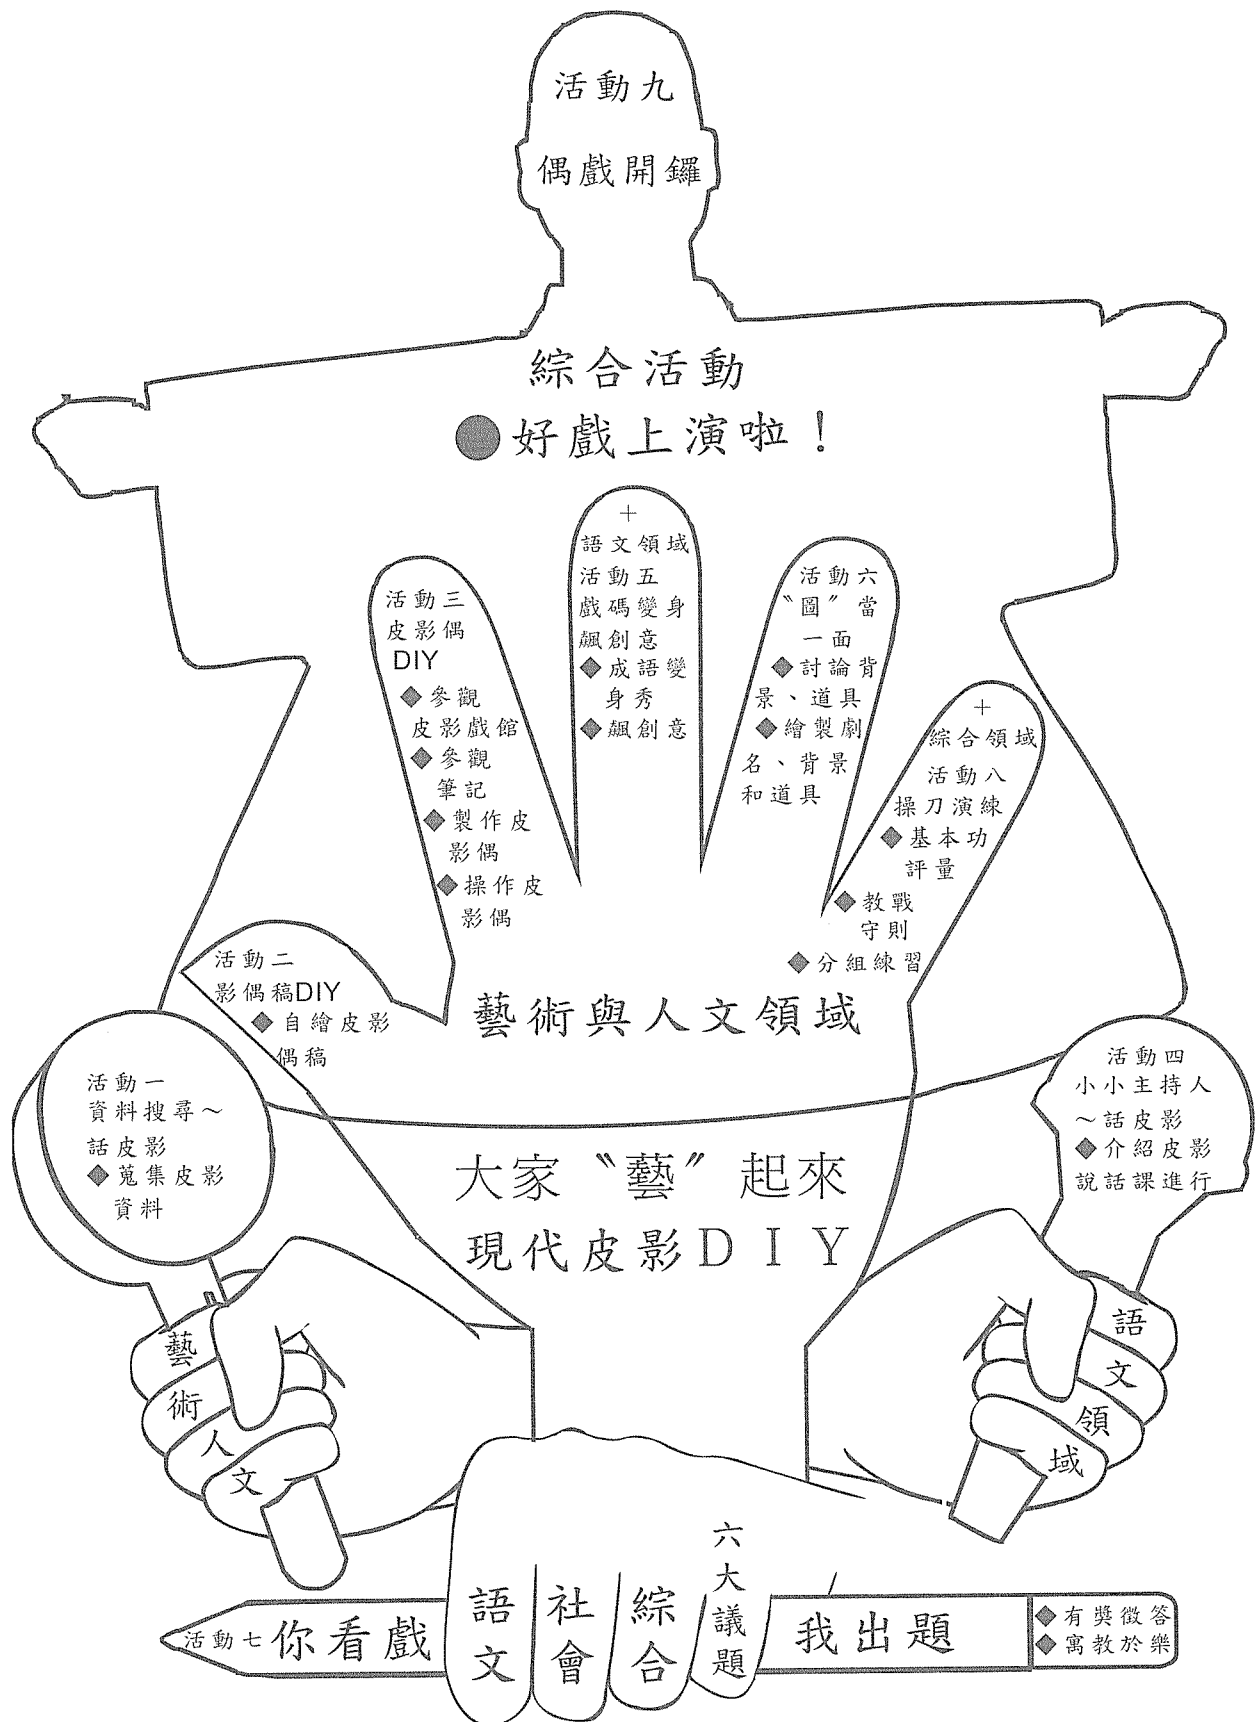 活動九
偶戲開鑼
綜合活動
●好戲上演啦！
活動三
皮影偶
DIY
◆參觀
皮影戲館
◆參觀
筆記
◆製作皮
影偶
◆操作皮
影偶
＋
語文領域
活動五
戲碼變身
飆創意
◆成語變
身秀
◆飆創意
活動六
〝圖〞當
一面
◆討論背
景、道具
◆繪製劇
名、背景
和道具
＋
綜合領域
活動八
操刀演練
◆基本功
評量
◆教戰
守則
◆分組練習
活動二
影偶稿DIY
◆自繪皮影
偶稿
藝術與人文領域
活動一
資料搜尋～
話皮影
◆蒐集皮影
資料
活動四
小小主持人
～話皮影
◆介紹皮影
說話課進行
大家〝藝〞起來
現代皮影ＤＩＹ
藝術人文
語文領域
語文
社會
綜合
六大議題
活動七 你看戲
我出題
◆有獎徵答
◆寓教於樂